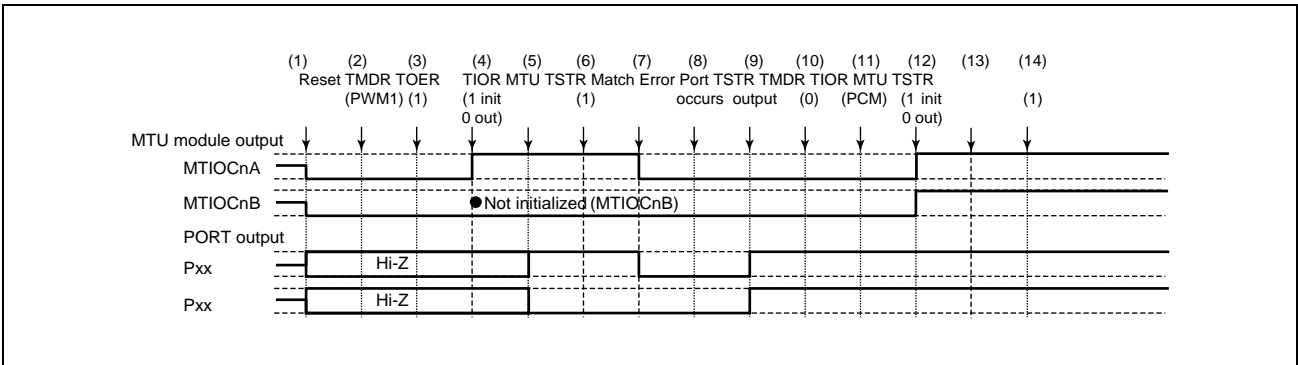 (1) (2) (3) (4) (5) (6) (7) (8) (9) (10) (11) (12) (13) (14)
Reset TMDR TOER TIOR MTU TSTR Match Error Port TSTR TMDR TIOR MTU TSTR
(PWM1) (1) (1 init (1) occurs output (0) (PCM) (1 init (1)
0 out) 0 out)
MTU module output
MTIOCnA
MTIOCnB
Not initialized (MTIOCnB)
PORT output
Pxx Hi-Z
Pxx Hi-Z